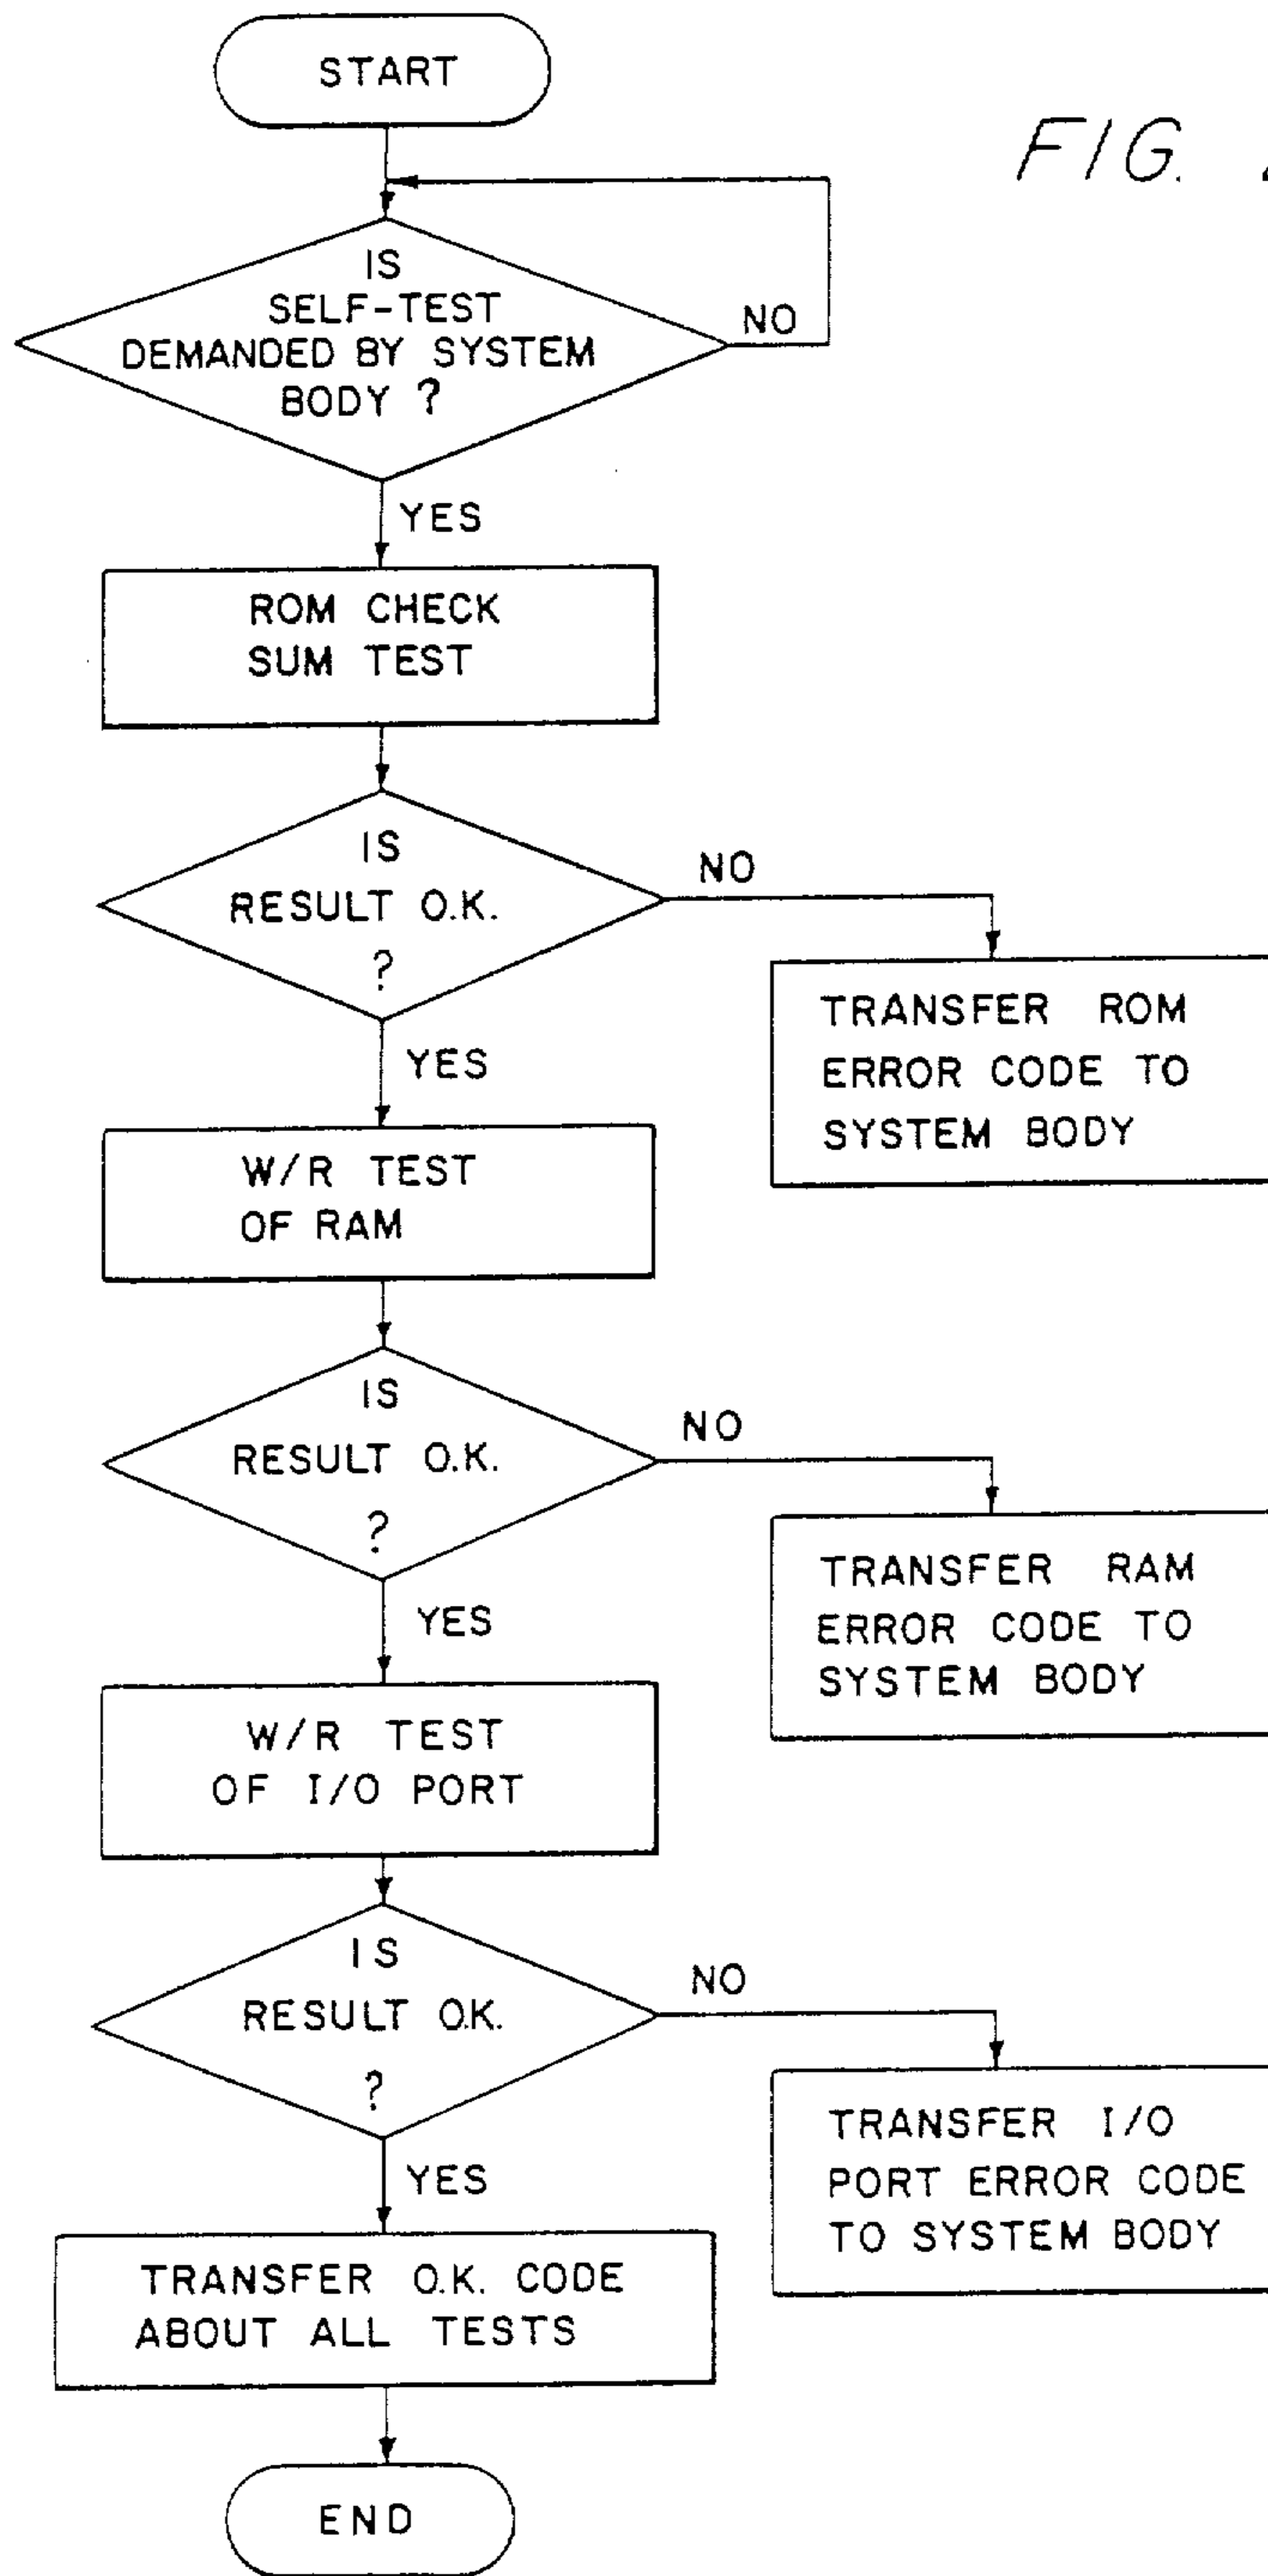 START
FIG.
IS
SELF-TEST
DEMANDED BY SYSTEM
BODY ?
NO
YES
ROM CHECK
SUM TEST
IS
RESULT O.K.
?
NO
TRANSFER ROM
ERROR CODE TO
SYSTEM BODY
YES
W/R TEST
OF RAM
IS
RESULT O.K.
?
NO
TRANSFER RAM
ERROR CODE TO
SYSTEM BODY
YES
W/R TEST
OF I/O PORT
IS
RESULT O.K.
?
NO
TRANSFER I/O
PORT ERROR CODE
TO SYSTEM BODY
YES
TRANSFER O.K. CODE
ABOUT ALL TESTS
END